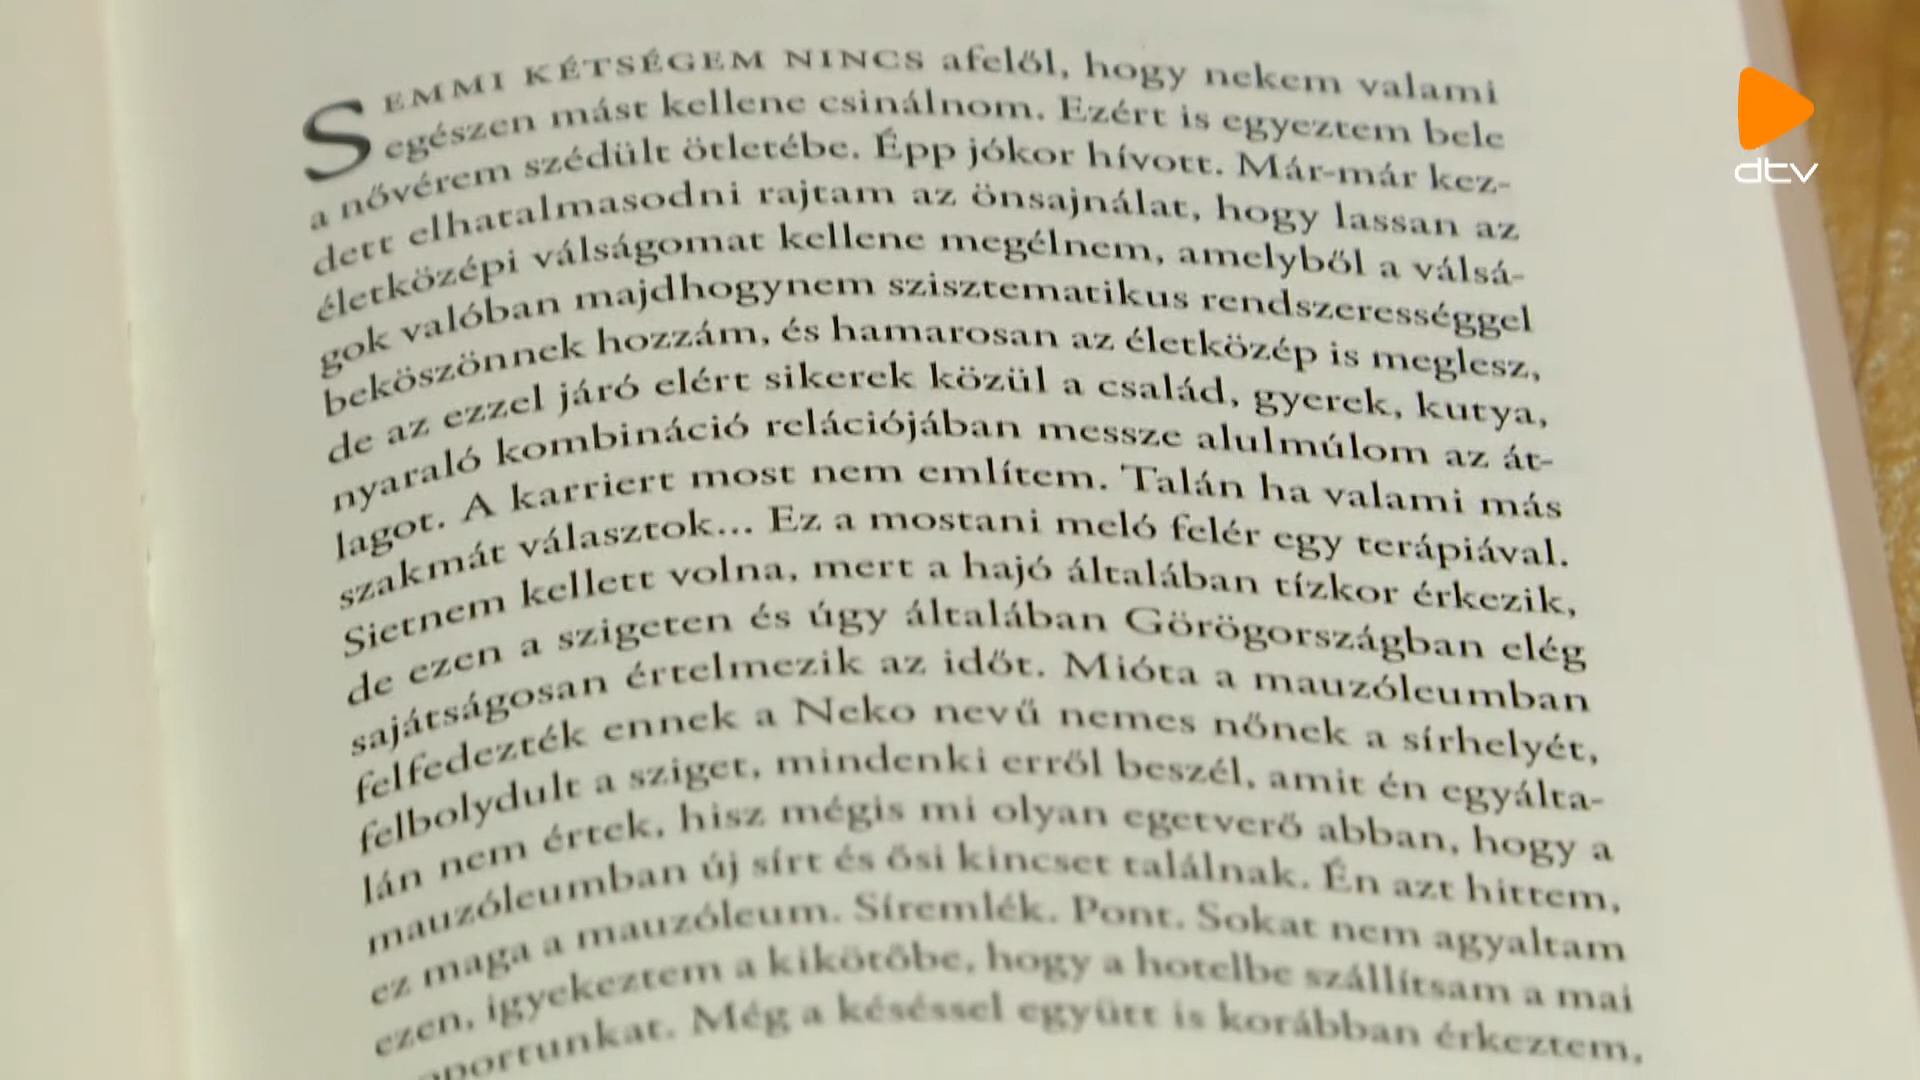 SEMMI KÉTSÉGEM NINCS afelől, hogy nekem valami
egészen mást kellene csinálnom. Ezért is egyeztem bele
a nővérem szédült ötletébe. Épp jókor hívott. Már-már kez-
dett elhatalmasodni rajtam az önsajnálat, hogy lassan az
életközépi válságomat kellene megélnem, amelyből a válsá-
gok valóban majdhogynem szisztematikus rendszerességgel
beköszönnek hozzám, és hamarosan az életközép is meglesz,
de az ezzel járó elért sikerek közül a család, gyerek, kutya,
nyaraló kombináció relációjában messze alulmúlom az át-
lagot. A karriert most nem említem. Talán ha valami más
szakmát választok... Ez a mostani meló felér egy terápiával.
Sietnem kellett volna, mert a hajó általában tízkor érkezik,
de ezen a szigeten és úgy általában Görögországban elég
sajátságosan értelmezik az időt. Mióta a mauzóleumban
felfedezték ennek a Neko nevű nemes nőnek a sírhelyét,
felbolydult a sziget, mindenki erről beszél, amit én egyálta-
lán nem értek, hisz mégis mi olyan egetverő abban, hogy a
mauzóleumban új sírt és ősi kincset találnak. Én azt hittem,
ez maga a mauzóleum. Síremlék. Pont. Sokat nem agyaltam
ezen, igyekeztem a kikötőbe, hogy a hotelbe szállítsam a mai
Még a késéssel együtt is korábban érkeztem,
dtv